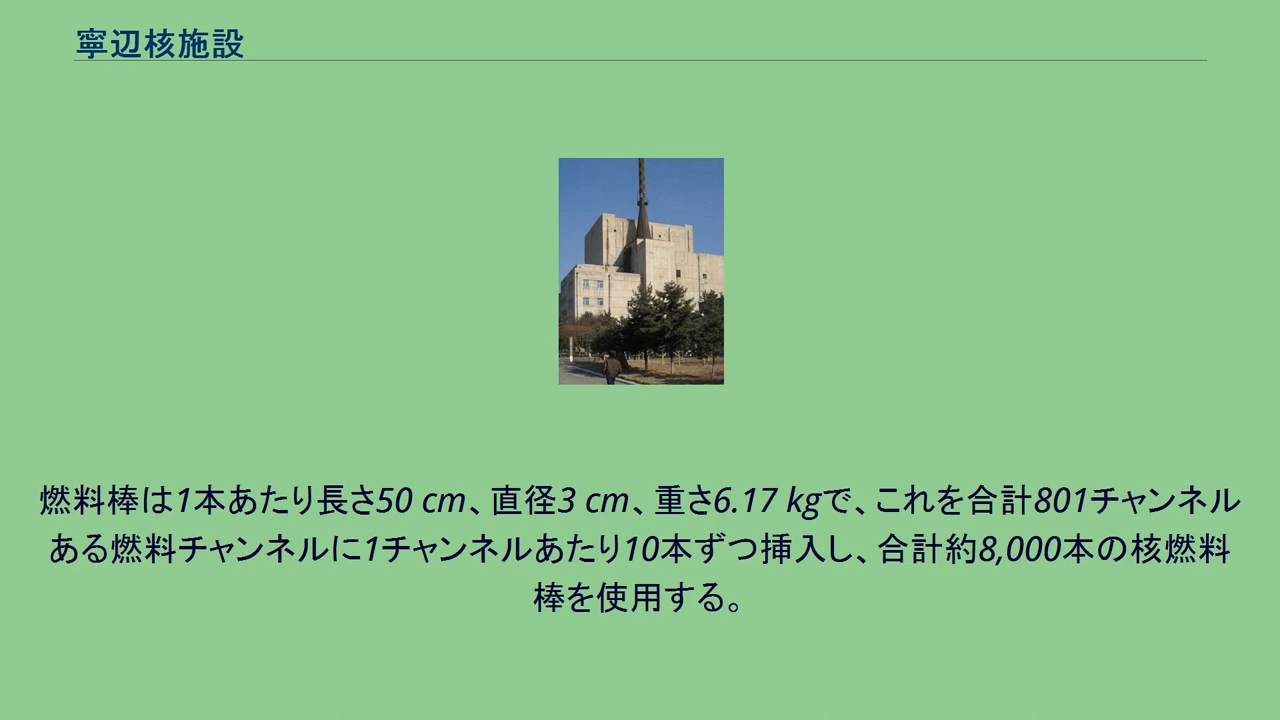 寧辺核施設
燃料棒は1本あたり長さ50 cm、直径3 cm、重さ6.17 kgで、これを合計801チャンネル
ある燃料チャンネルに1チャンネルあたり10本ずつ挿入し、合計約8,000本の核燃料
棒を使用する。